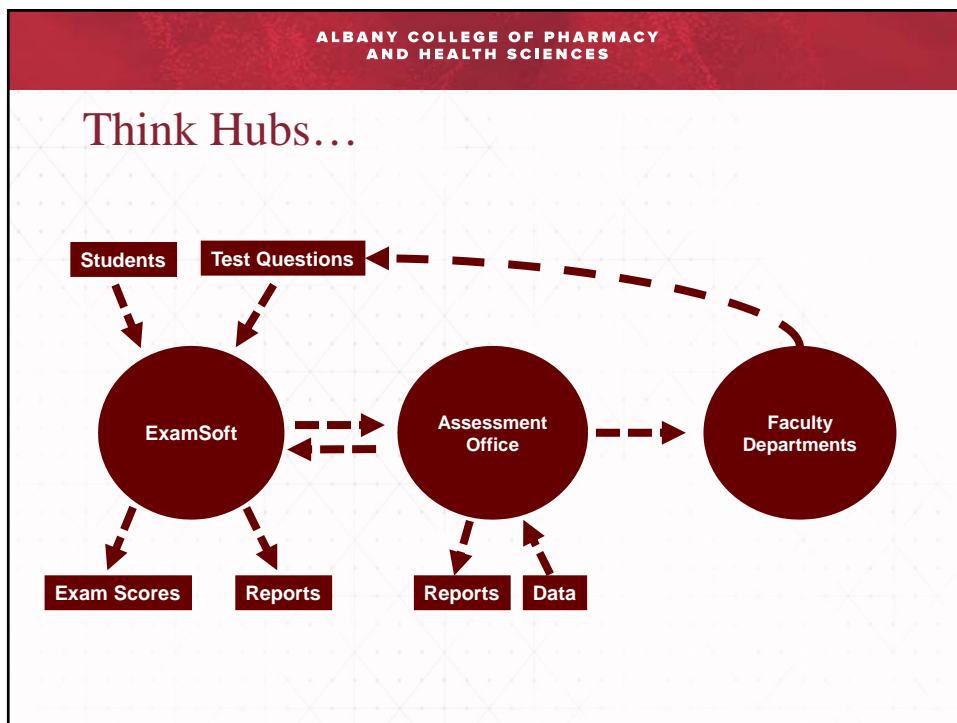 ALBANY COLLEGE OF PHARMACY
AND HEALTH SCIENCES
Think Hubs…
Students
Test Questions
ExamSoft
Assessment
Office
Faculty
Departments
Exam Scores
Reports
Reports
Data